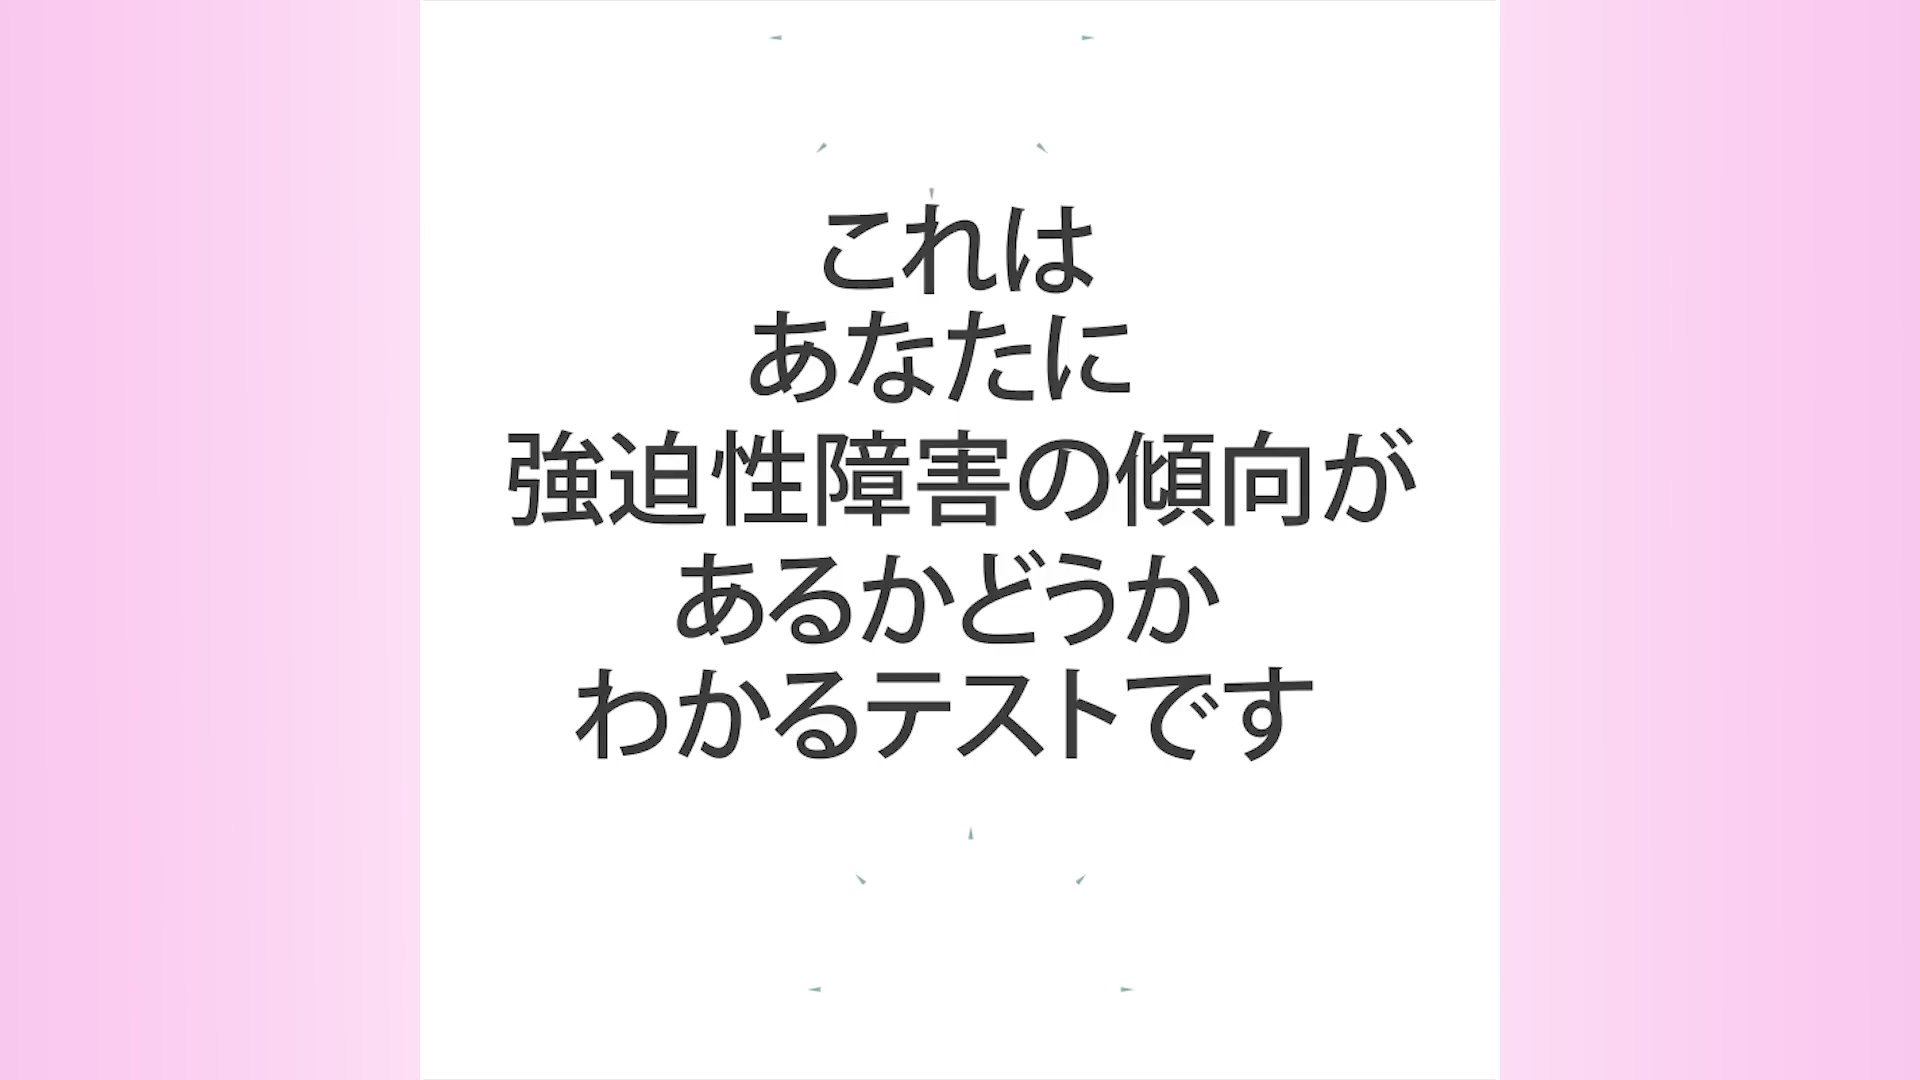 これは
あなたに
強迫性障害の傾向が
あるかどうか
わかるテストです